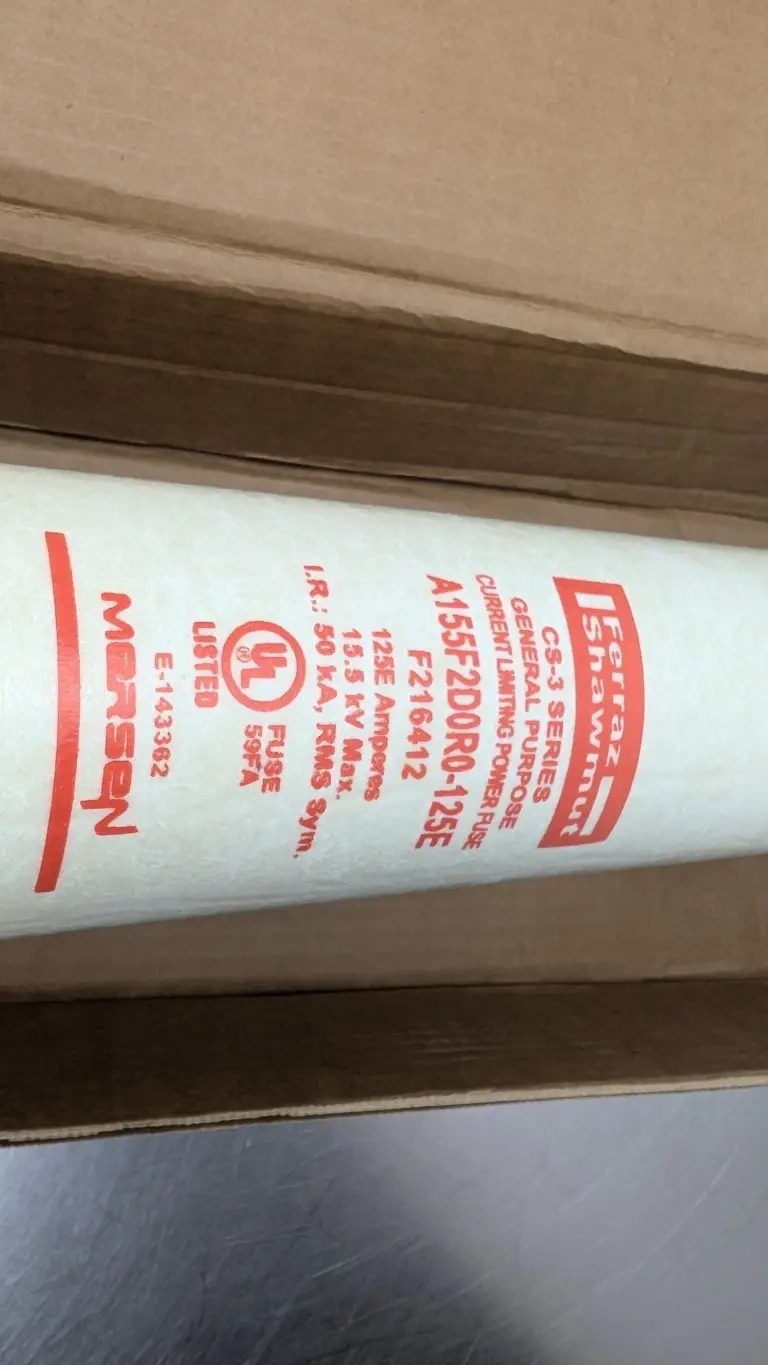 Ferraz
Shawmut
CS-3 SERIES
GENERAL PURPOSE
CURRENT LIMITING POWER FUSE
A155F2D0R0-125E
F216412
125E Amperes
15.5 kV Max.
I.R.: 50 kA, RMS Sym.
UL ®
LISTED
FUSE
59FA
E-143362
MERSEN